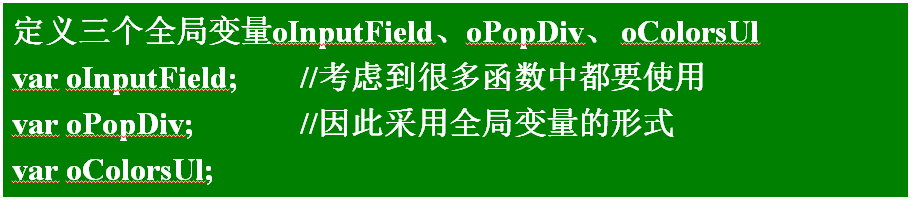 定义三个全局变量oInputField、oPopDiv、oColorsUl
var oInputField; //考虑到很多函数中都要使用
var oPopDiv; //因此采用全局变量的形式
var oColorsUl;